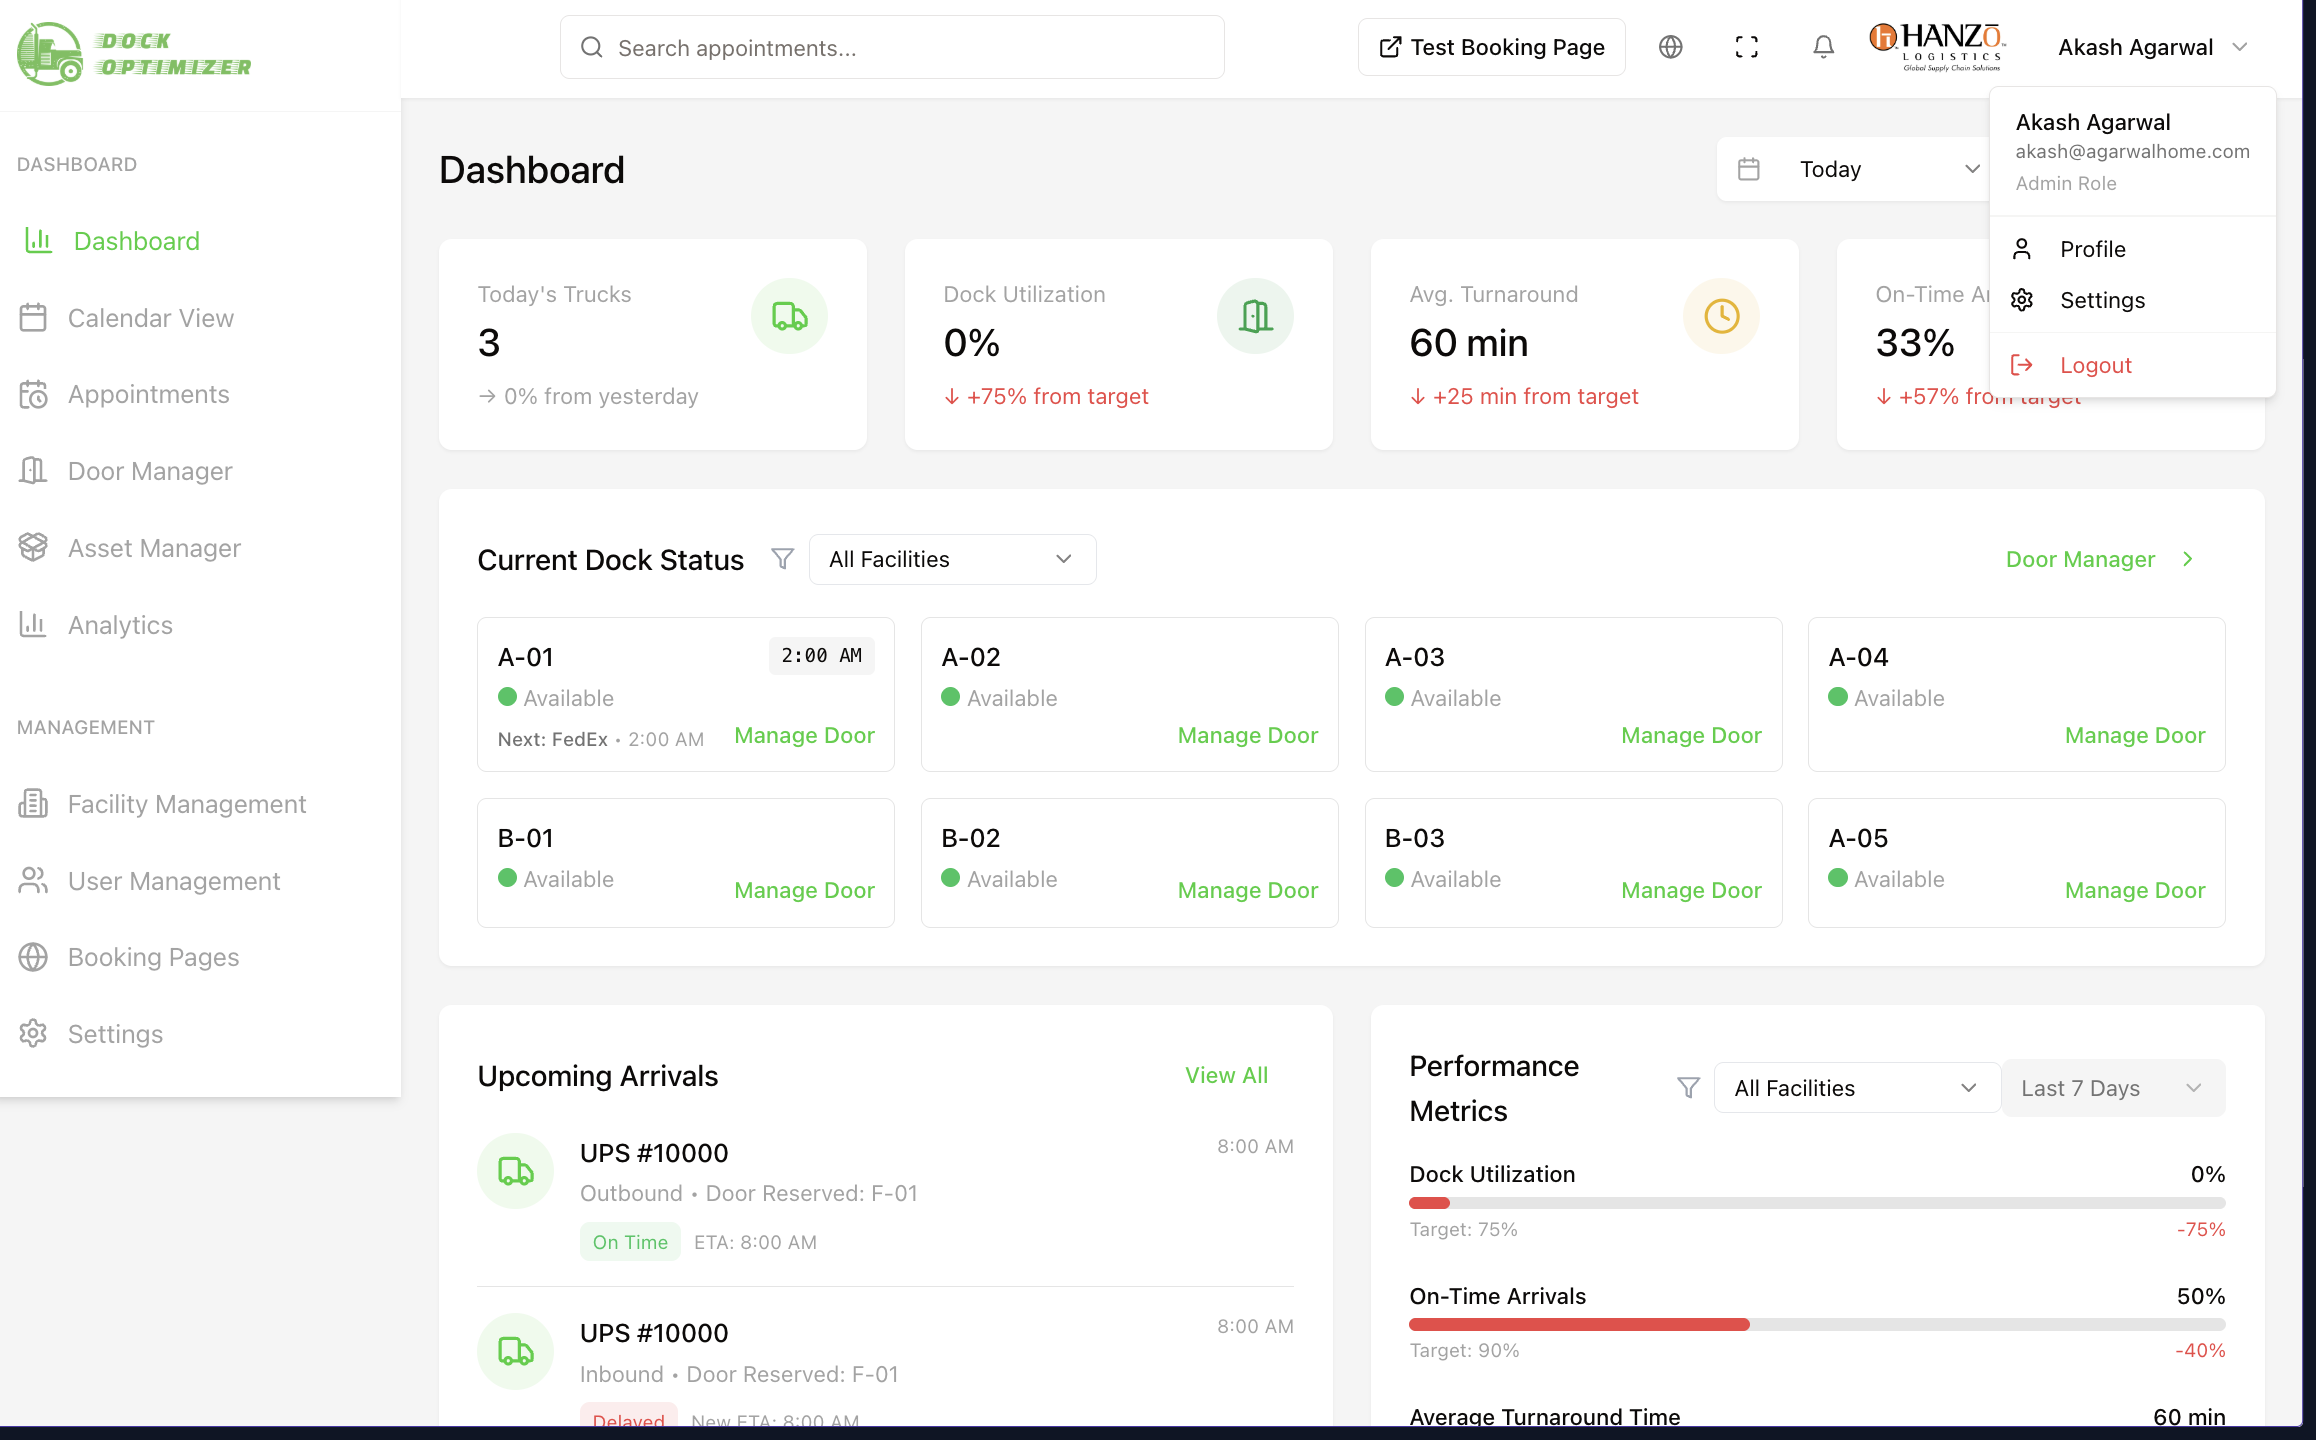 DOCK
OPTIMIZER
Search appointments...
Test Booking Page
HANZŌ
LOGISTICS
Global Supply Chain Solutions
Akash Agarwal
Akash Agarwal
akash@agarwalhome.com
Admin Role
Profile
Settings
Logout
DASHBOARD
Dashboard
Calendar View
Appointments
Door Manager
Asset Manager
Analytics
MANAGEMENT
Facility Management
User Management
Booking Pages
Settings
Dashboard
Today
Today's Trucks
3
→ 0% from yesterday
Dock Utilization
0%
↓ +75% from target
Avg. Turnaround
60 min
↓ +25 min from target
On-Time
33%
↓ +57% from target
Current Dock Status
All Facilities
Door Manager
A-01
2:00 AM
Available
Next: FedEx • 2:00 AM
Manage Door
A-02
Available
Manage Door
A-03
Available
Manage Door
A-04
Available
Manage Door
B-01
Available
Manage Door
B-02
Available
Manage Door
B-03
Available
Manage Door
A-05
Available
Manage Door
Upcoming Arrivals
View All
UPS #10000
8:00 AM
Outbound • Door Reserved: F-01
On Time
ETA: 8:00 AM
UPS #10000
8:00 AM
Inbound • Door Reserved: F-01
Delayed
New ETA: 8:00 AM
Performance
Metrics
All Facilities
Last 7 Days
Dock Utilization
0%
Target: 75%
-75%
On-Time Arrivals
50%
Target: 90%
-40%
Average Turnaround Time
60 min